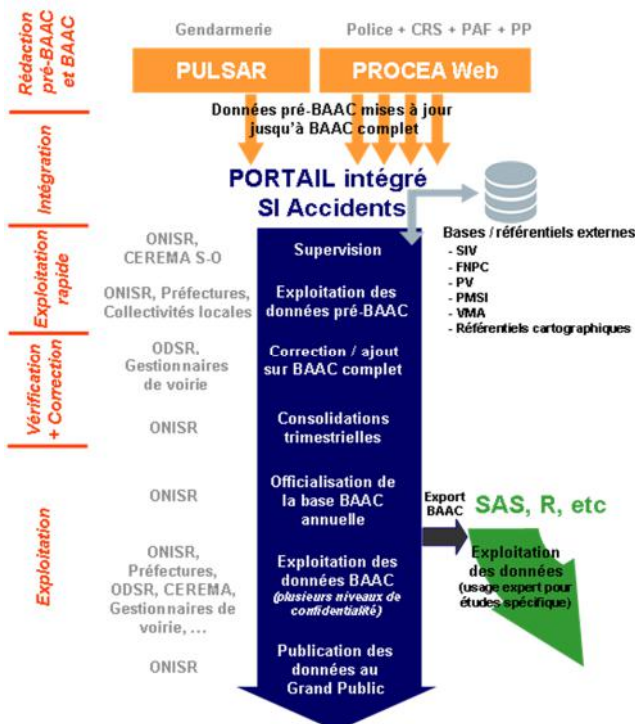 Rédaction
pré-BAAC
et BAAC
Gendarmerie
Police + CRS + PAF + PP
PULSAR
PROCEA Web
Données pré-BAAC mises à jour
jusqu'à BAAC complet
Intégration
PORTAIL intégré
SI Accidents
Bases / référentiels externes
- SIV
- FNPC
- PV
- PMSI
- VMA
- Référentiels cartographiques
Exploitation
rapide
ONISR,
CEREMA S-O
Supervision
ONISR, Préfectures,
Collectivités locales
Exploitation des
données pré-BAAC
Vérification
+ Correction
ODSR,
Gestionnaires
de voirie
Correction / ajout
sur BAAC complet
ONISR
Consolidations
trimestrielles
Exploitation
ONISR
Officialisation de
la base BAAC
annuelle
Export
BAAC
SAS, R, etc
Exploitation
des données
(usage expert pour
études spécifique)
ONISR,
Préfectures,
ODSR, CEREMA,
Gestionnaires de
voirie, ...
Exploitation des
données BAAC
(plusieurs niveaux de
confidentialité)
ONISR
Publication des
données au
Grand Public